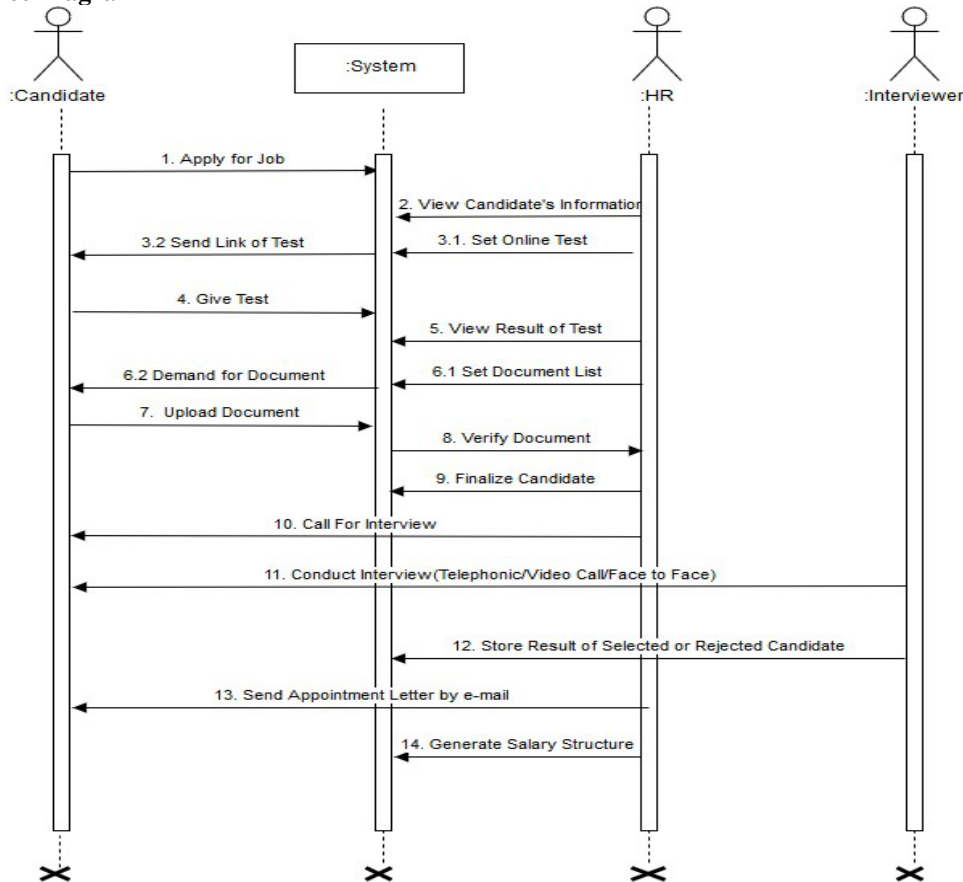 :System
:Candidate
:HR
:Interviewer
1. Apply for Job
2. View Candidate's Information
3.2 Send Link of Test
3.1. Set Online Test
4. Give Test
5. View Result of Test
6.2 Demand for Document
6.1 Set Document List
7. Upload Document
8. Verify Document
9. Finalize Candidate
10. Call For Interview
11. Conduct Interview(Telephonic/Video Call/Face to Face)
12. Store Result of Selected or Rejected Candidate
13. Send Appointment Letter by e-mail
14. Generate Salary Structure